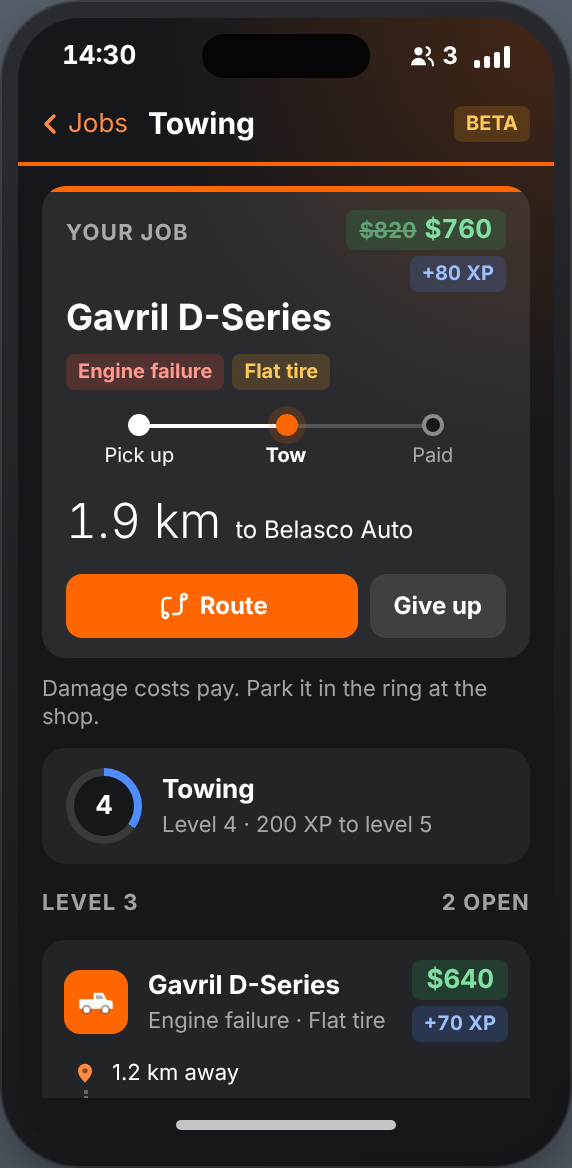 14:30
3
Jobs
Towing
BETA
YOUR JOB
$820 $760
+80 XP
Gavril D-Series
Engine failure
Flat tire
Pick up
Tow
Paid
1.9 km to Belasco Auto
Route
Give up
Damage costs pay. Park it in the ring at the
shop.
4
Towing
Level 4 · 200 XP to level 5
LEVEL 3
2 OPEN
Gavril D-Series
$640
Engine failure · Flat tire
+70 XP
1.2 km away